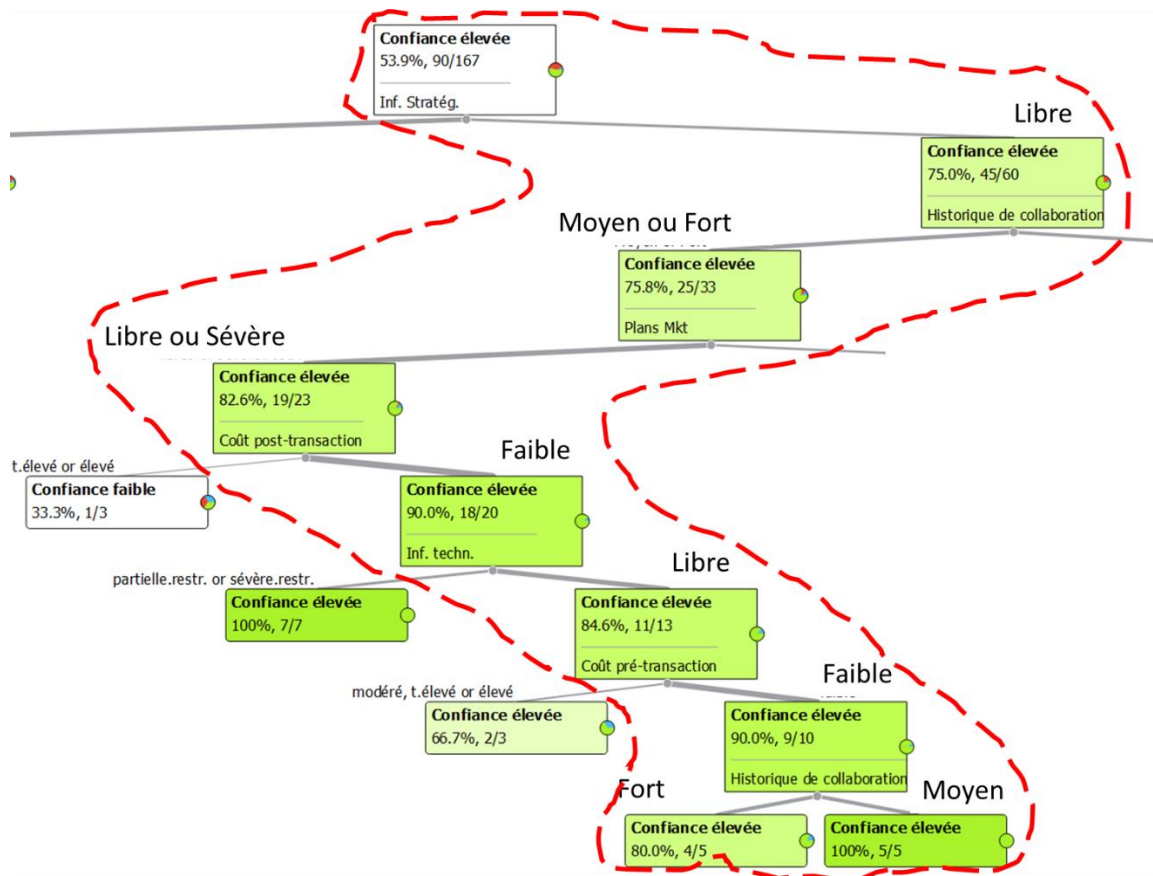 Confiance élevée
53.9%, 90/167
Inf. Stratég.
Libre
Confiance élevée
75.0%, 45/60
Historique de collaboration
Moyen ou Fort
Confiance élevée
75.8%, 25/33
Plans Mkt
Libre ou Sévère
Confiance élevée
82.6%, 19/23
Coût post-transaction
t.élevé or élevé
Confiance faible
33.3%, 1/3
Faible
Confiance élevée
90.0%, 18/20
Inf. techn.
partielle.restr. or sévère.restr.
Confiance élevée
100%, 7/7
Libre
Confiance élevée
84.6%, 11/13
Coût pré-transaction
modéré, t.élevé or élevé
Confiance élevée
66.7%, 2/3
Faible
Confiance élevée
90.0%, 9/10
Historique de collaboration
Fort
Confiance élevée
80.0%, 4/5
Moyen
Confiance élevée
100%, 5/5